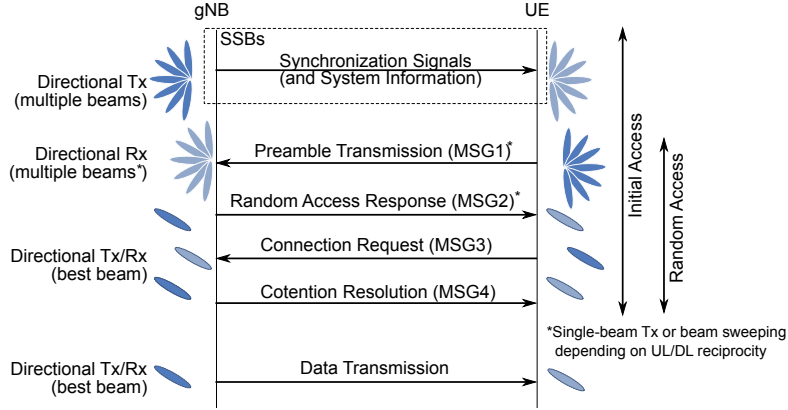 gNB
UE
SSBs
Synchronization Signals
(and System Information)
Directional Tx
(multiple beams)
Preamble Transmission (MSG1)*
Directional Rx
(multiple beams*)
Random Access Response (MSG2)*
Connection Request (MSG3)
Directional Tx/Rx
(best beam)
Cotention Resolution (MSG4)
Initial Access
Random Access
*Single-beam Tx or beam sweeping
depending on UL/DL reciprocity
Data Transmission
Directional Tx/Rx
(best beam)